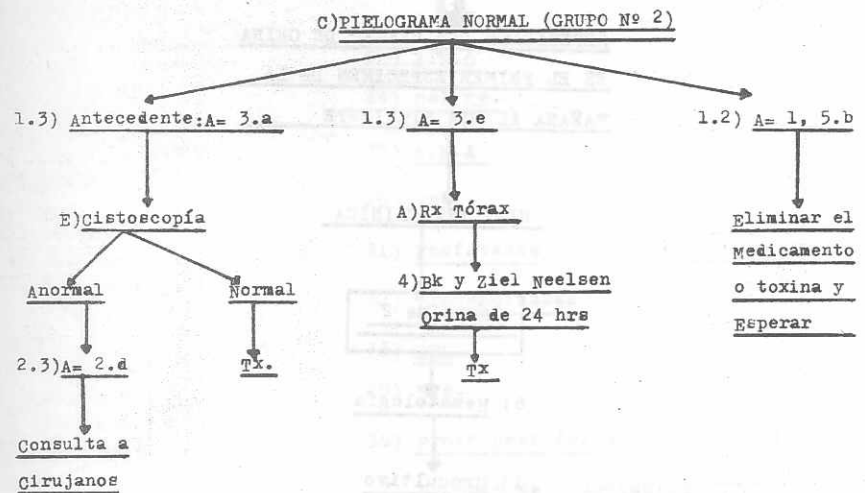 C)PIELOGRAMA NORMAL (GRUPO Nº 2)
1.3) Antecedente:A= 3.a
1.3) A= 3.e
1.2) A= 1, 5.b
E)Cistoscopía
A)Rx Tórax
Eliminar el
Medicamento
o toxina y
Esperar
Anormal
Normal
4)Bk y Ziel Neelsen
Orina de 24 hrs
2.3)A= 2.d
Tx.
Tx
Consulta a
Cirujanos